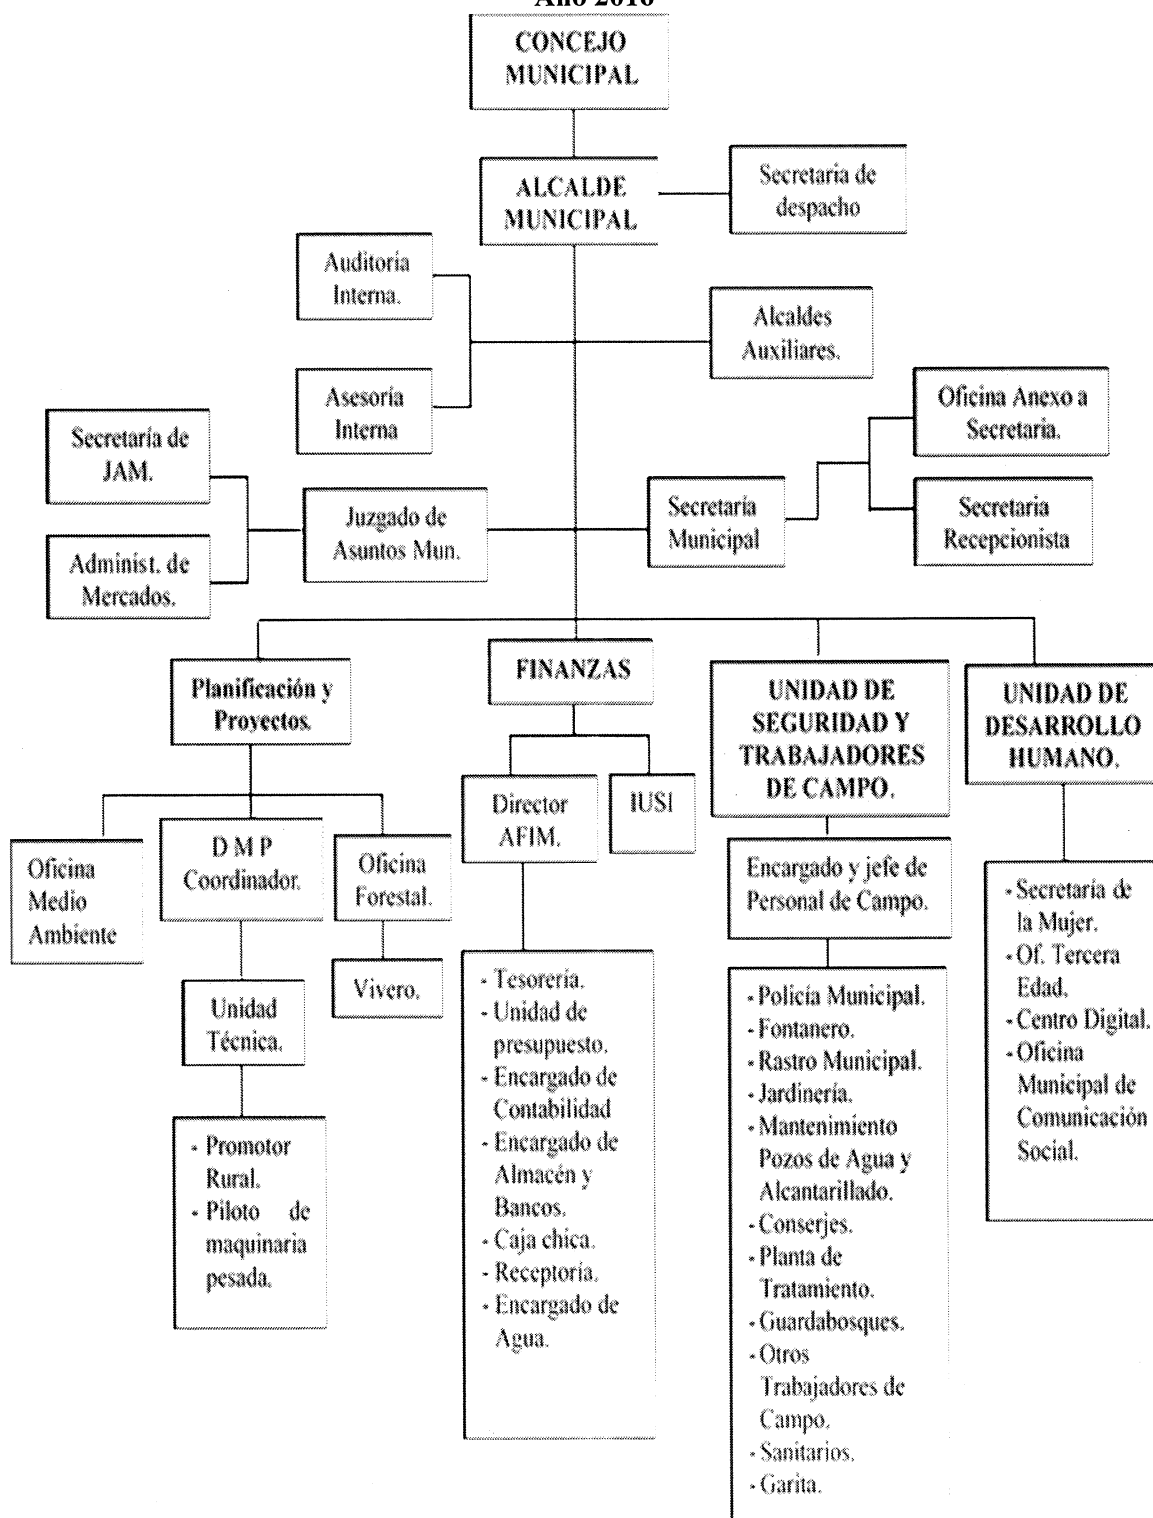 Año 2016
CONCEJO
MUNICIPAL
ALCALDE
MUNICIPAL
Secretaria de
despacho
Auditoría
Interna.
Alcaldes
Auxiliares.
Asesoría
Interna
Oficina Anexo a
Secretaria.
Secretaría de
JAM.
Juzgado de
Asuntos Mun.
Secretaría
Municipal
Secretaria
Recepcionista
Administ. de
Mercados.
Planificación y
Proyectos.
FINANZAS
UNIDAD DE
SEGURIDAD Y
TRABAJADORES
DE CAMPO.
UNIDAD DE
DESARROLLO
HUMANO.
Oficina
Medio
Ambiente
D M P
Coordinador.
Oficina
Forestal.
Director
AFIM.
IUSI
Encargado y jefe de
Personal de Campo.
Unidad
Técnica.
Vivero.
- Promotor
Rural.
- Piloto de
maquinaria
pesada.
- Tesorería.
- Unidad de
presupuesto.
- Encargado de
Contabilidad
- Encargado de
Almacén y
Bancos.
- Caja chica.
- Receptoría.
- Encargado de
Agua.
- Policía Municipal.
- Fontanero.
- Rastro Municipal.
- Jardinería.
- Mantenimiento
Pozos de Agua y
Alcantarillado.
- Conserjes.
- Planta de
Tratamiento.
- Guardabosques.
- Otros
Trabajadores de
Campo.
- Sanitarios.
- Garita.
- Secretaría de
la Mujer.
- Of. Tercera
Edad.
- Centro Digital.
- Oficina
Municipal de
Comunicación
Social.